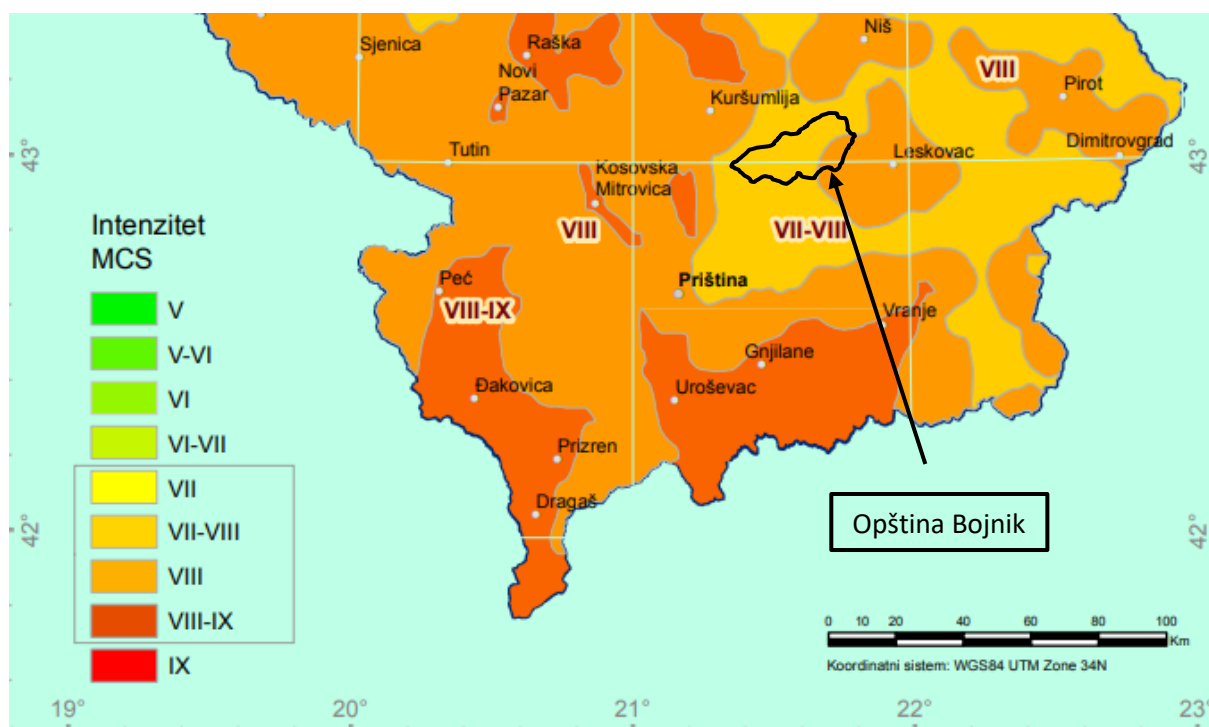 Sjenica
Raška
Novi
Pazar
Niš
Kuršumlija
VIII
Pirot
43°
Tutin
Kosovska
Mitrovica
Leskovac
Dimitrovgrad
43°
Intenzitet
MCS
VIII
VII-VIII
Peć
Priština
VIII-IX
Vranje
Gnjilane
Đakovica
Uroševac
Prizren
Dragaš
V
V-VI
VI
VI-VII
VII
VII-VIII
VIII
VIII-IX
IX
42°
42°
Opština Bojnik
0 10 20 40 60 80 100
Km
Koordinatni sistem: WGS84 UTM Zone 34N
19° 20° 21° 22° 23°